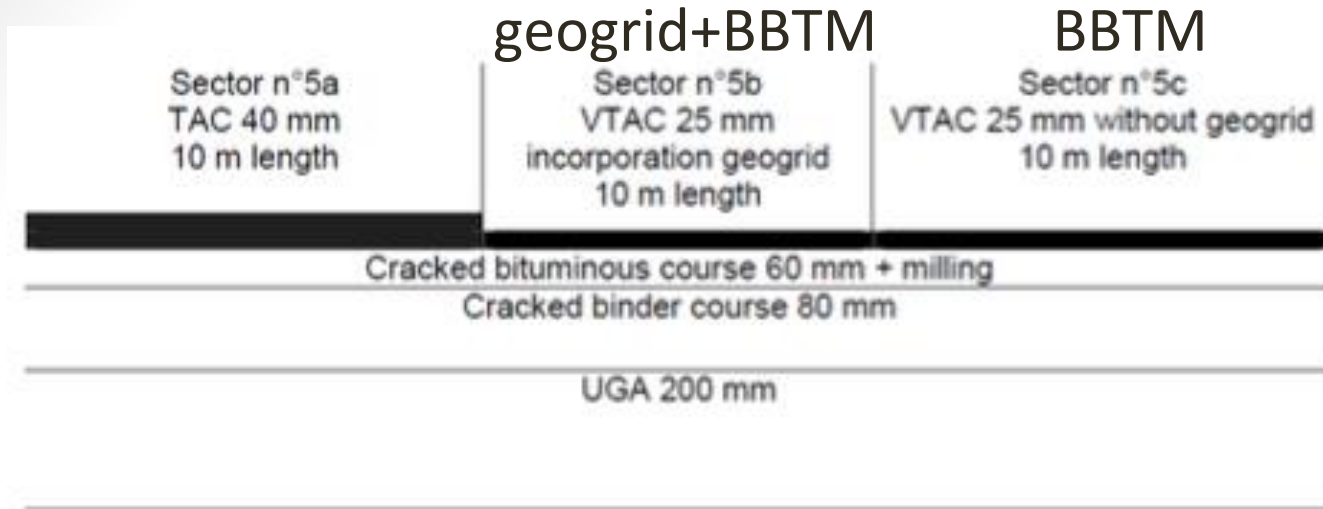 geogrid+BBTM
BBTM
Sector n°5a
TAC 40 mm
10 m length
Sector n°5b
VTAC 25 mm
incorporation geogrid
10 m length
Sector n°5c
VTAC 25 mm without geogrid
10 m length
Cracked bituminous course 60 mm + milling
Cracked binder course 80 mm
UGA 200 mm